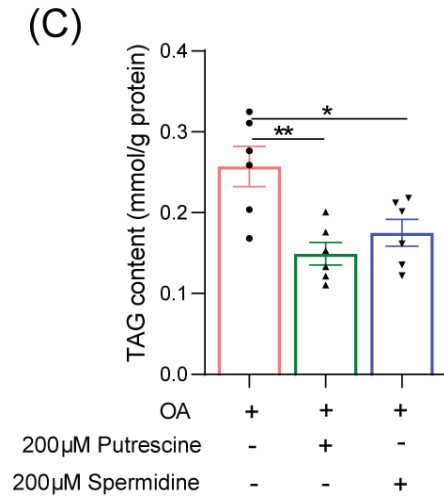 (C)
TAG content (mmol/g protein)
0.4
0.3
0.2
0.1
0.0
*
**
OA + + +
200μM Putrescine - + -
200μM Spermidine - - +